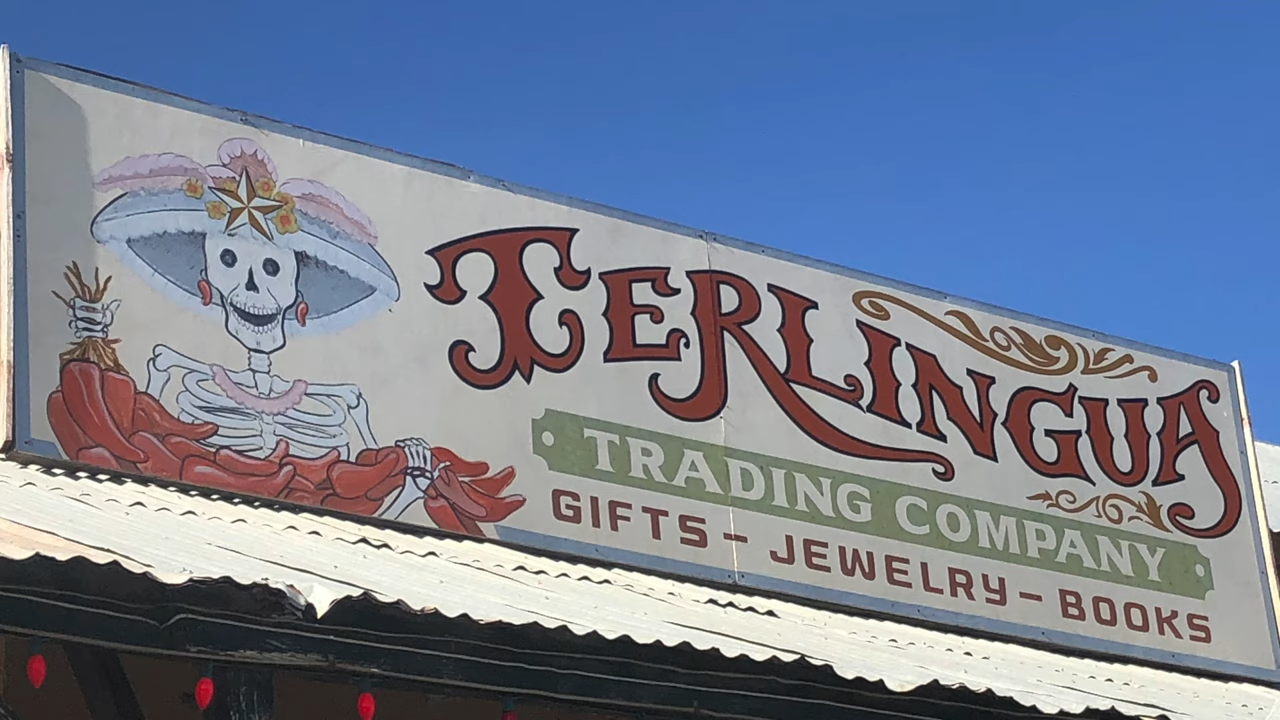 TERLINGUA
TRADING COMPANY
GIFTS – JEWELRY – BOOKS